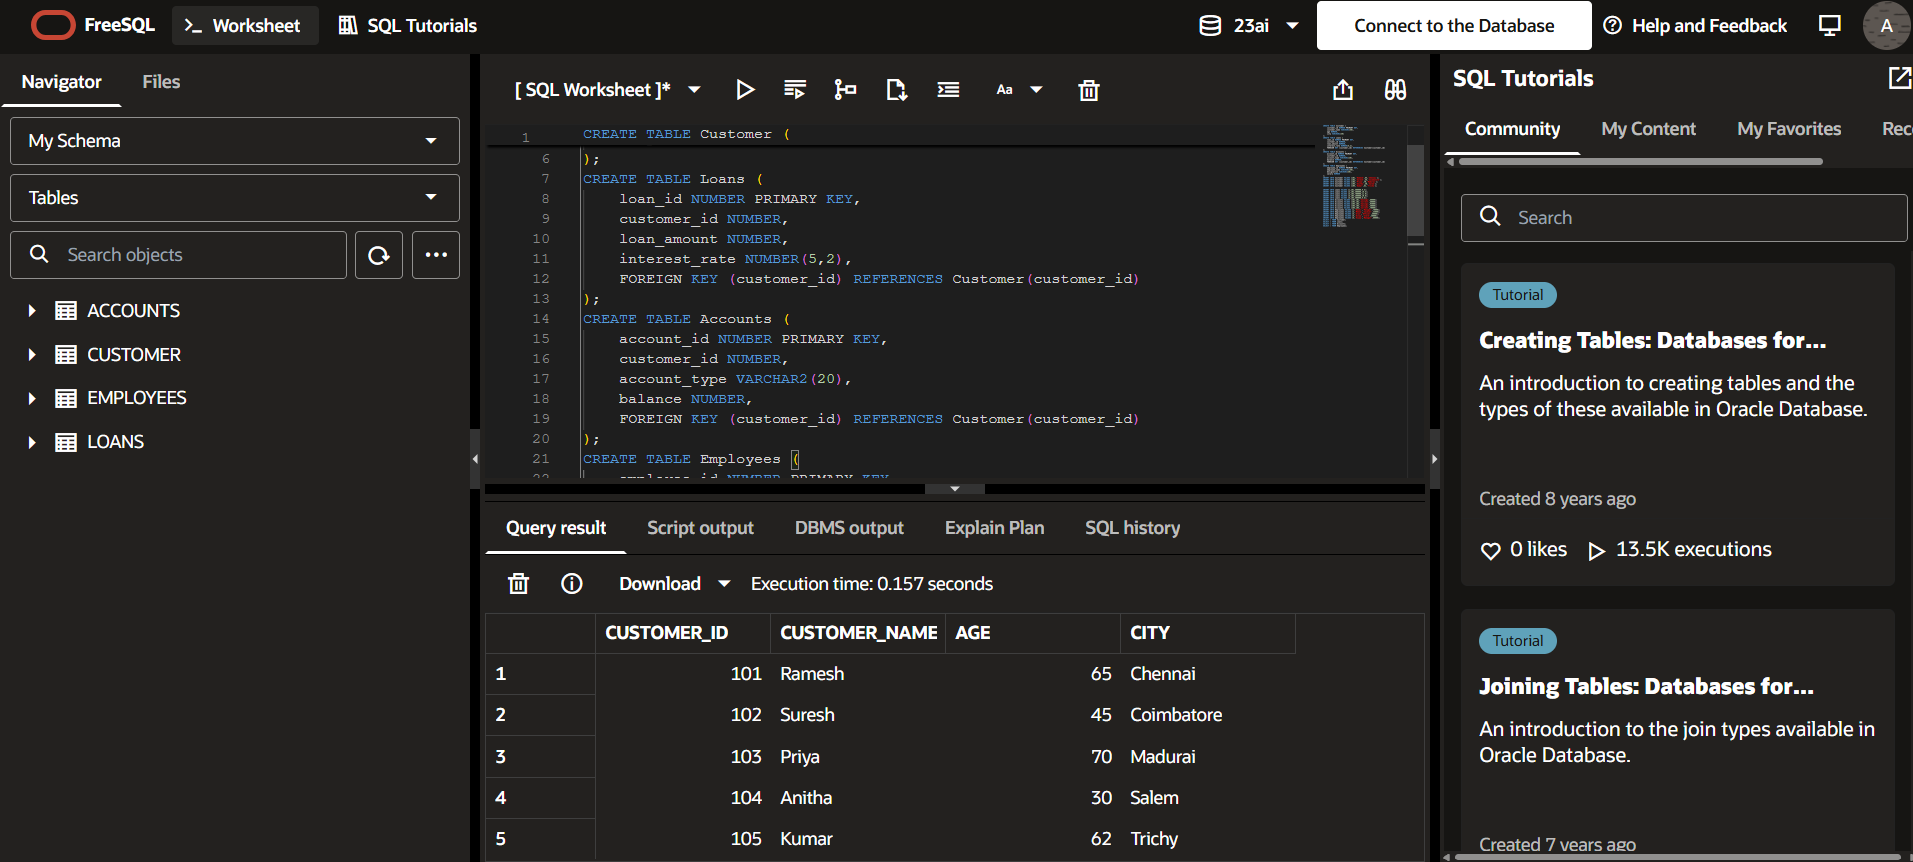 FreeSQL
Worksheet
SQL Tutorials
23ai
Connect to the Database
Help and Feedback
A
Navigator
Files
My Schema
Tables
Search objects
ACCOUNTS
CUSTOMER
EMPLOYEES
LOANS
[ SQL Worksheet ]*
Aa
1 CREATE TABLE Customer (
6 );
7 CREATE TABLE Loans (
8 loan_id NUMBER PRIMARY KEY,
9 customer_id NUMBER,
10 loan_amount NUMBER,
11 interest_rate NUMBER(5,2),
12 FOREIGN KEY (customer_id) REFERENCES Customer(customer_id)
13 );
14 CREATE TABLE Accounts (
15 account_id NUMBER PRIMARY KEY,
16 customer_id NUMBER,
17 account_type VARCHAR2(20),
18 balance NUMBER,
19 FOREIGN KEY (customer_id) REFERENCES Customer(customer_id)
20 );
21 CREATE TABLE Employees (
22 employee_id NUMBER PRIMARY KEY
Query result
Script output
DBMS output
Explain Plan
SQL history
Download
Execution time: 0.157 seconds
CUSTOMER_ID CUSTOMER_NAME AGE CITY
1 101 Ramesh 65 Chennai
2 102 Suresh 45 Coimbatore
3 103 Priya 70 Madurai
4 104 Anitha 30 Salem
5 105 Kumar 62 Trichy
SQL Tutorials
Community
My Content
My Favorites
Rec
Search
Tutorial
Creating Tables: Databases for...
An introduction to creating tables and the
types of these available in Oracle Database.
Created 8 years ago
0 likes
13.5K executions
Tutorial
Joining Tables: Databases for...
An introduction to the join types available in
Oracle Database.
Created 7 years ago